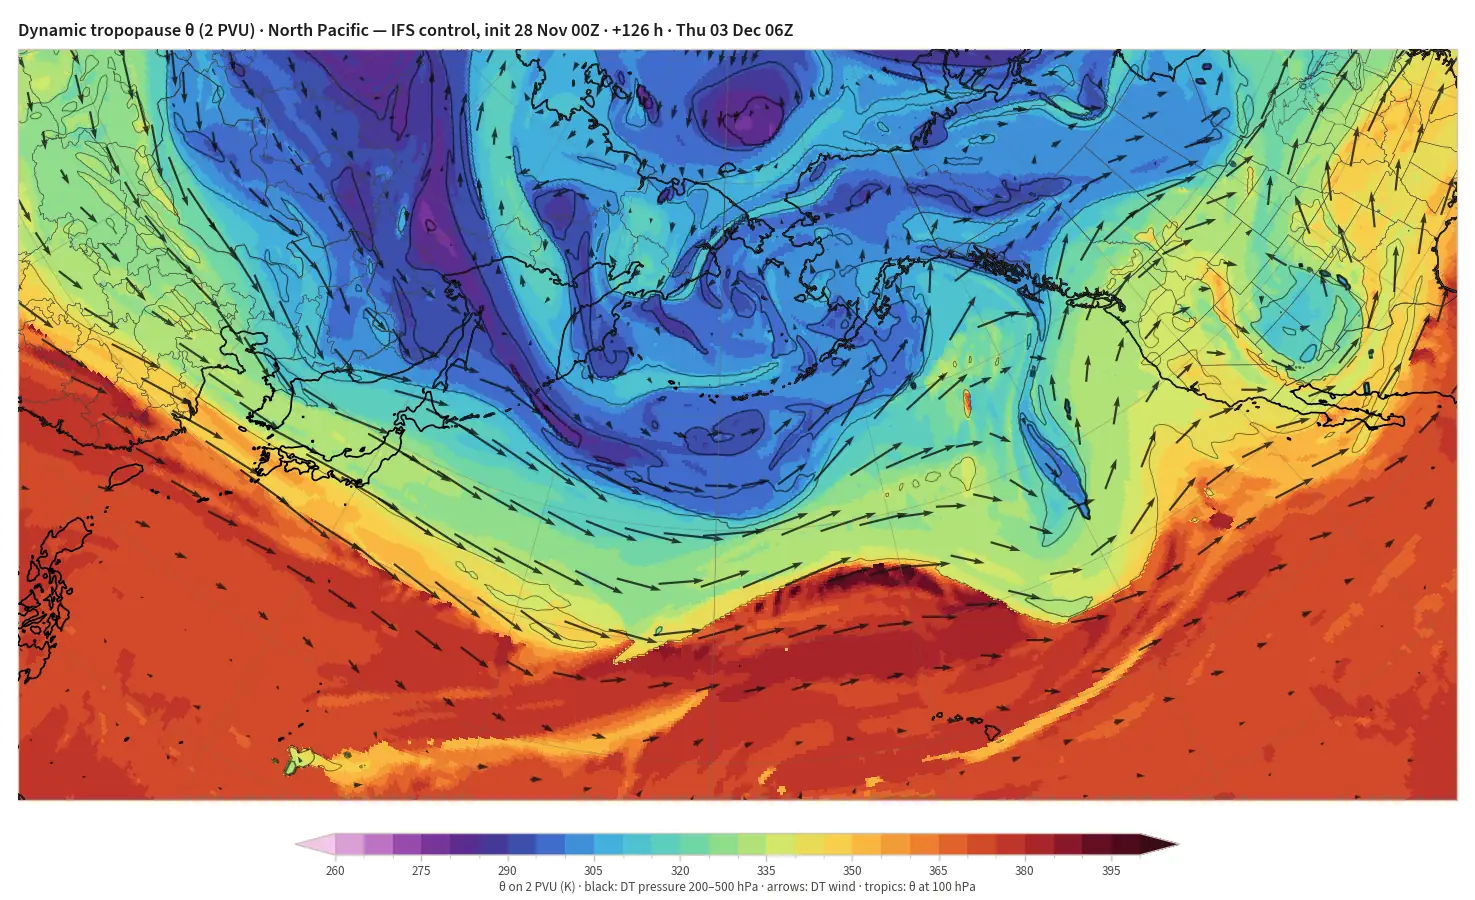 Dynamic tropopause θ (2 PVU) · North Pacific — IFS control, init 28 Nov 00Z · +126 h · Thu 03 Dec 06Z
260 275 290 305 320 335 350 365 380 395
θ on 2 PVU (K) · black: DT pressure 200–500 hPa · arrows: DT wind · tropics: θ at 100 hPa